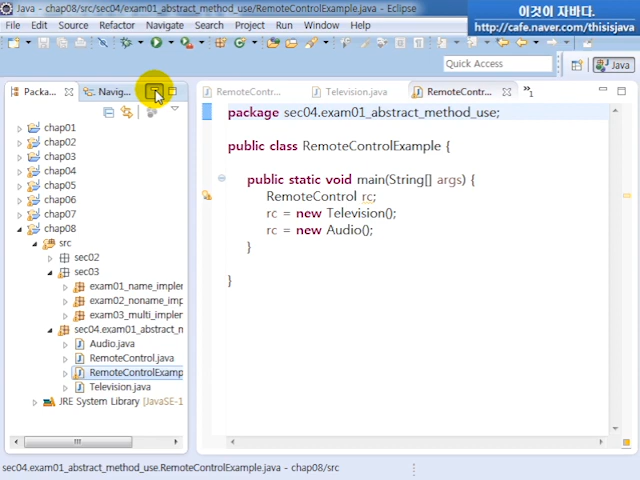 Java - chap08/src/sec04/exam01_abstract_method_use/RemoteControlExample.java - Eclipse
이것이 자바다.
http://cafe.naver.com/thisisjava
File Edit Source Refactor Navigate Search Project Run Window Help
Quick Access
Java
Packa... Navig...
RemoteContr... Television.java RemoteContr... »1
chap01
chap02
chap03
chap04
chap05
chap06
chap07
chap08
src
sec02
sec03
exam01_name_implem
exam02_noname_imp
exam03_multi_implem
sec04.exam01_abstract_m
Audio.java
RemoteControl.java
RemoteControlExamp
Television.java
JRE System Library [JavaSE-1
package sec04.exam01_abstract_method_use;
public class RemoteControlExample {
public static void main(String[] args) {
RemoteControl rc;
rc = new Television();
rc = new Audio();
}
}
sec04.exam01_abstract_method_use.RemoteControlExample.java - chap08/src